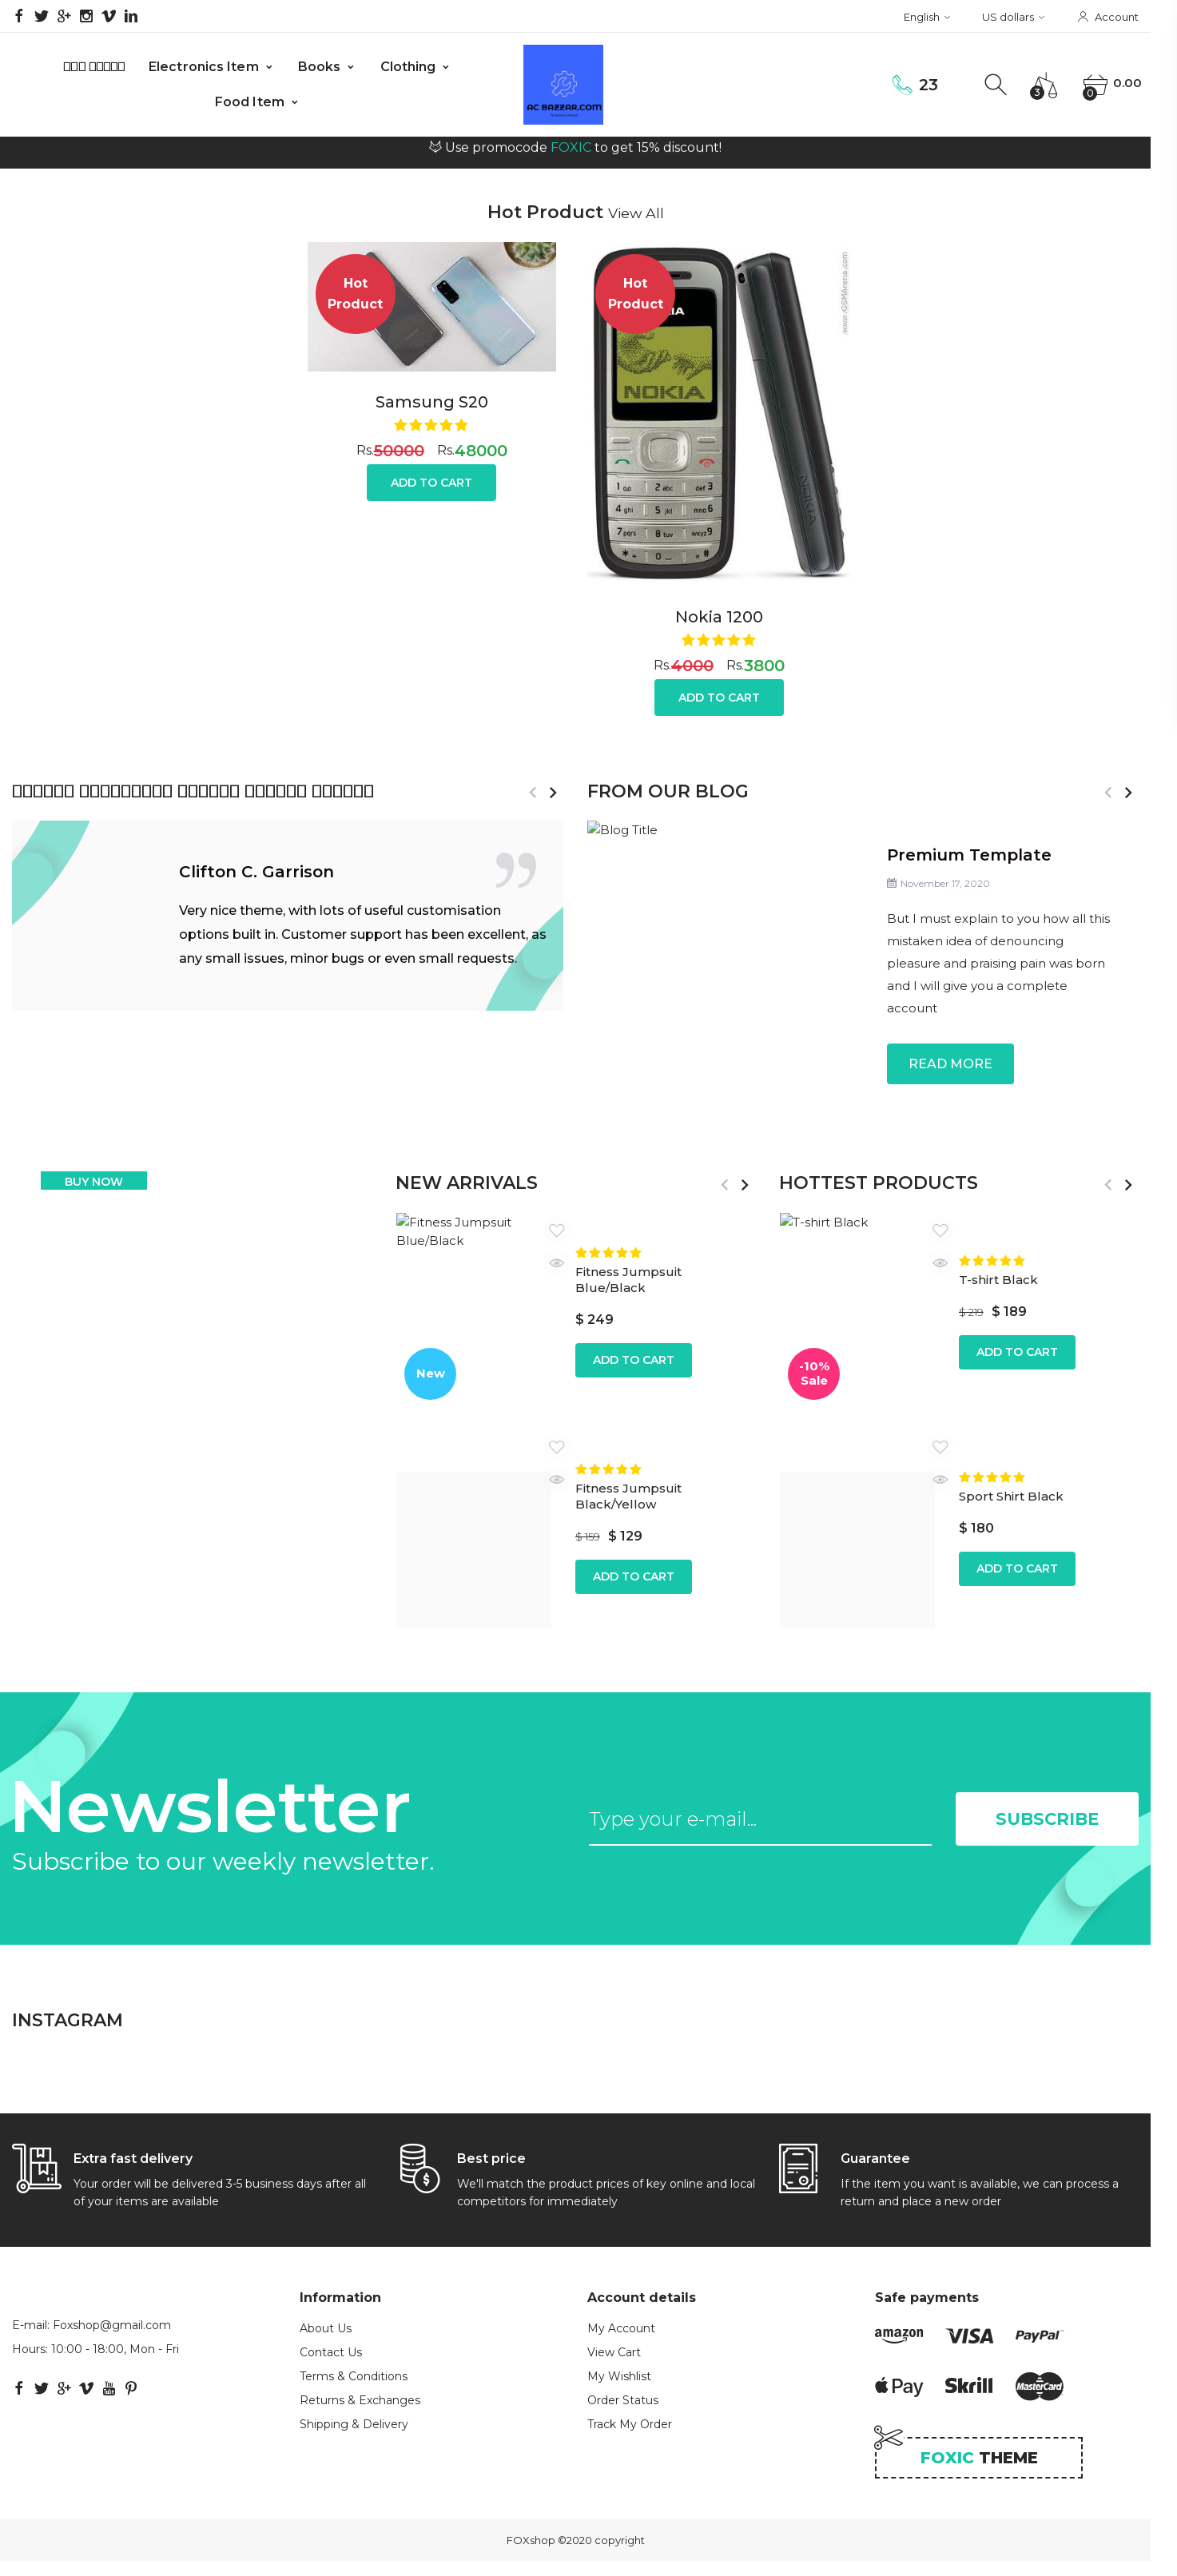 English
US dollars
Account
Electronics Item
Books
Clothing
Food Item
AC BAZZAR.COM
23
3
0
0.00
Use promocode FOXIC to get 15% discount!
Hot Product View All
Hot
Product
Samsung S20
Rs.50000 Rs.48000
ADD TO CART
Hot
Product
NOKIA
www.GSMArena.com
NOKIA
Nokia 1200
Rs.4000 Rs.3800
ADD TO CART
FROM OUR BLOG
Clifton C. Garrison
Very nice theme, with lots of useful customisation
options built in. Customer support has been excellent, as
any small issues, minor bugs or even small requests.
Blog Title
Premium Template
November 17, 2020
But I must explain to you how all this
mistaken idea of denouncing
pleasure and praising pain was born
and I will give you a complete
account
READ MORE
BUY NOW
NEW ARRIVALS
Fitness Jumpsuit
Blue/Black
New
Fitness Jumpsuit
Blue/Black
$ 249
ADD TO CART
Fitness Jumpsuit
Black/Yellow
$ 159 $ 129
ADD TO CART
HOTTEST PRODUCTS
T-shirt Black
-10%
Sale
T-shirt Black
$ 219 $ 189
ADD TO CART
Sport Shirt Black
$ 180
ADD TO CART
Newsletter
Subscribe to our weekly newsletter.
Type your e-mail...
SUBSCRIBE
INSTAGRAM
Extra fast delivery
Your order will be delivered 3-5 business days after all
of your items are available
Best price
We'll match the product prices of key online and local
competitors for immediately
Guarantee
If the item you want is available, we can process a
return and place a new order
E-mail: Foxshop@gmail.com
Hours: 10:00 - 18:00, Mon - Fri
Information
About Us
Contact Us
Terms & Conditions
Returns & Exchanges
Shipping & Delivery
Account details
My Account
View Cart
My Wishlist
Order Status
Track My Order
Safe payments
amazon
VISA
PayPal
Pay
Skrill
MasterCard
FOXIC THEME
FOXshop ©2020 copyright